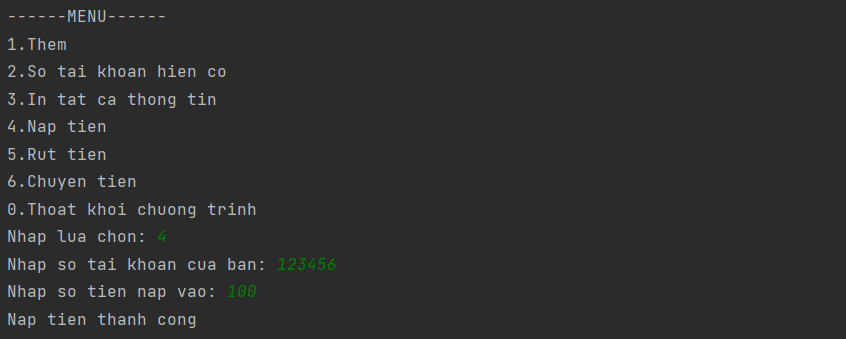 ------MENU------
1.Them
2.So tai khoan hien co
3.In tat ca thong tin
4.Nap tien
5.Rut tien
6.Chuyen tien
0.Thoat khoi chuong trinh
Nhap lua chon: 4
Nhap so tai khoan cua ban: 123456
Nhap so tien nap vao: 100
Nap tien thanh cong